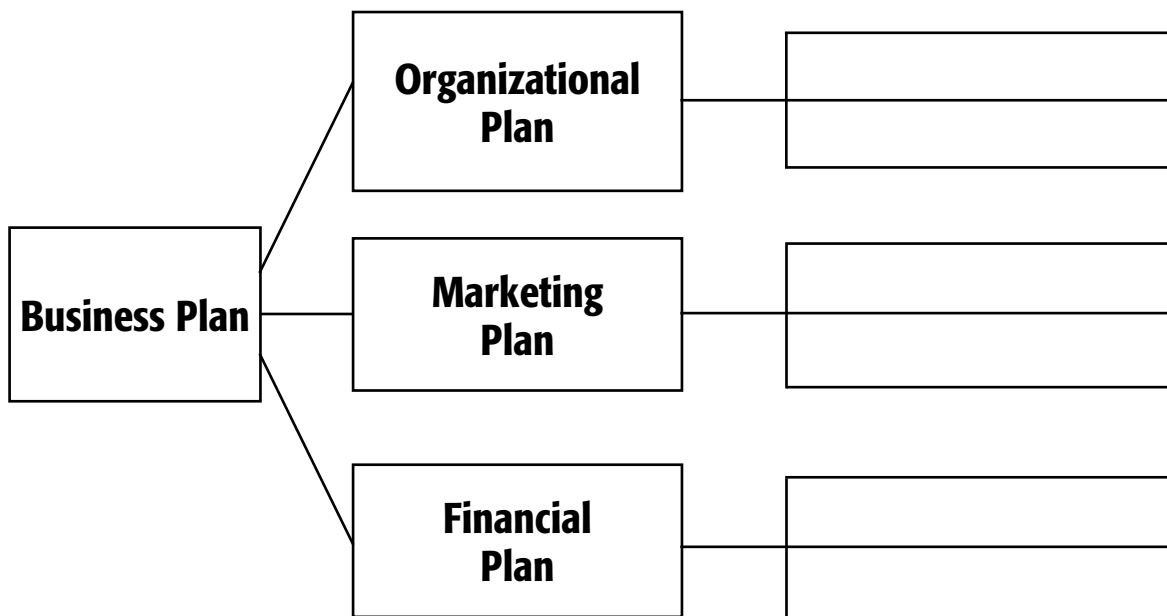 Organizational
Plan
Business Plan
Marketing
Plan
Financial
Plan